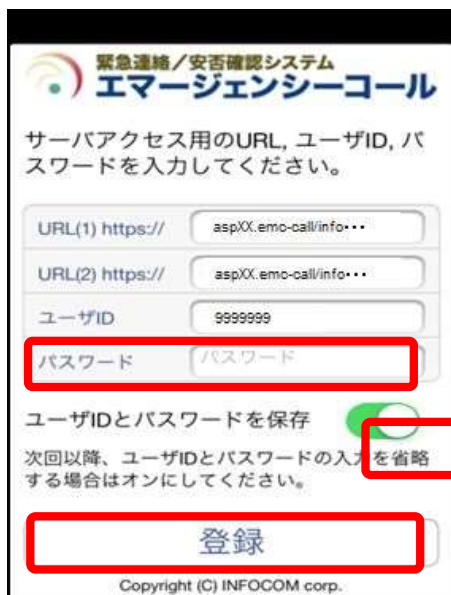 緊急連絡/安否確認システム
エマージェンシーコール
サーバアクセス用のURL, ユーザID, パ
スワードを入力してください。
URL(1) https:// aspXX.emc-call/info・・・
URL(2) https:// aspXX.emc-call/info・・・
ユーザID 9999999
パスワード パスワード
ユーザIDとパスワードを保存
次回以降、ユーザIDとパスワードの入力を省略
する場合はオンにしてください。
登録
Copyright (C) INFOCOM corp.